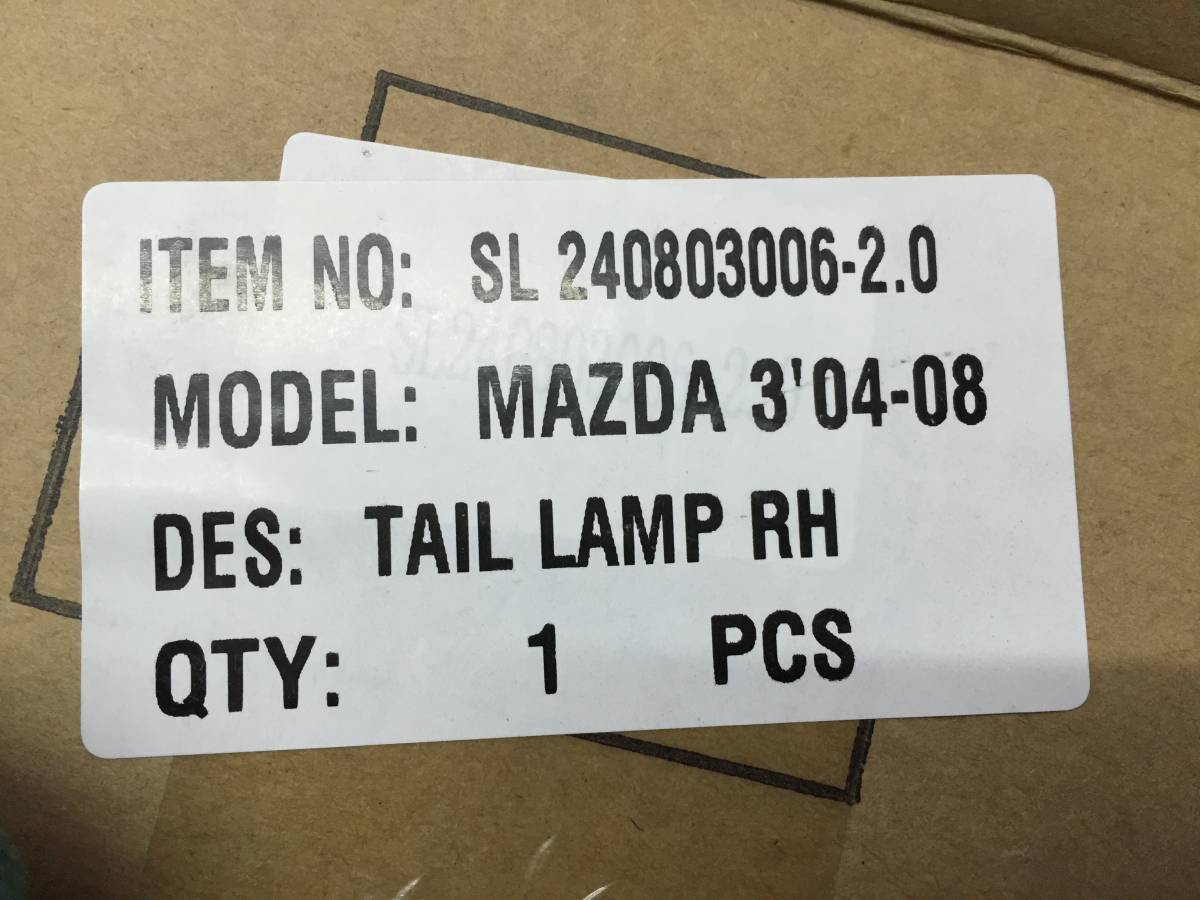 ITEM NO: SL 240803006-2.0
MODEL: MAZDA 3'04-08
DES: TAIL LAMP RH
QTY: 1 PCS